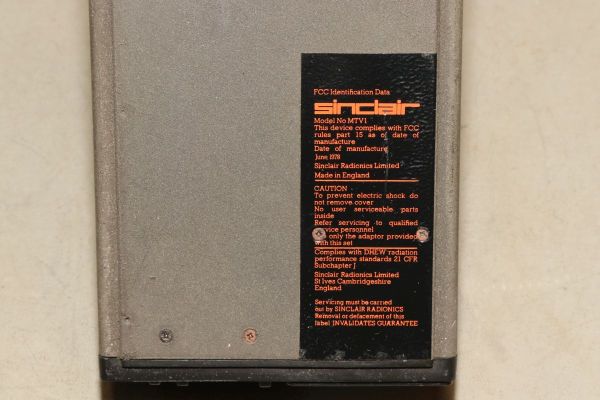 FCC Identification Data
sinclair
Model No MTV1
This device complies with FCC
rules part 15 as of date of
manufacture
Date of manufacture
June 1978
Sinclair Radionics Limited
Made in England
CAUTION
To prevent electric shock do
not remove cover
No user serviceable parts
inside
Refer servicing to qualified
service personnel
only the adaptor provided
with this set
Complies with DHEW radiation
performance standards 21 CFR
Subchapter J
Sinclair Radionics Limited
St Ives Cambridgeshire
England
Servicing must be carried
out by SINCLAIR RADIONICS
Removal or defacement of this
label INVALIDATES GUARANTEE